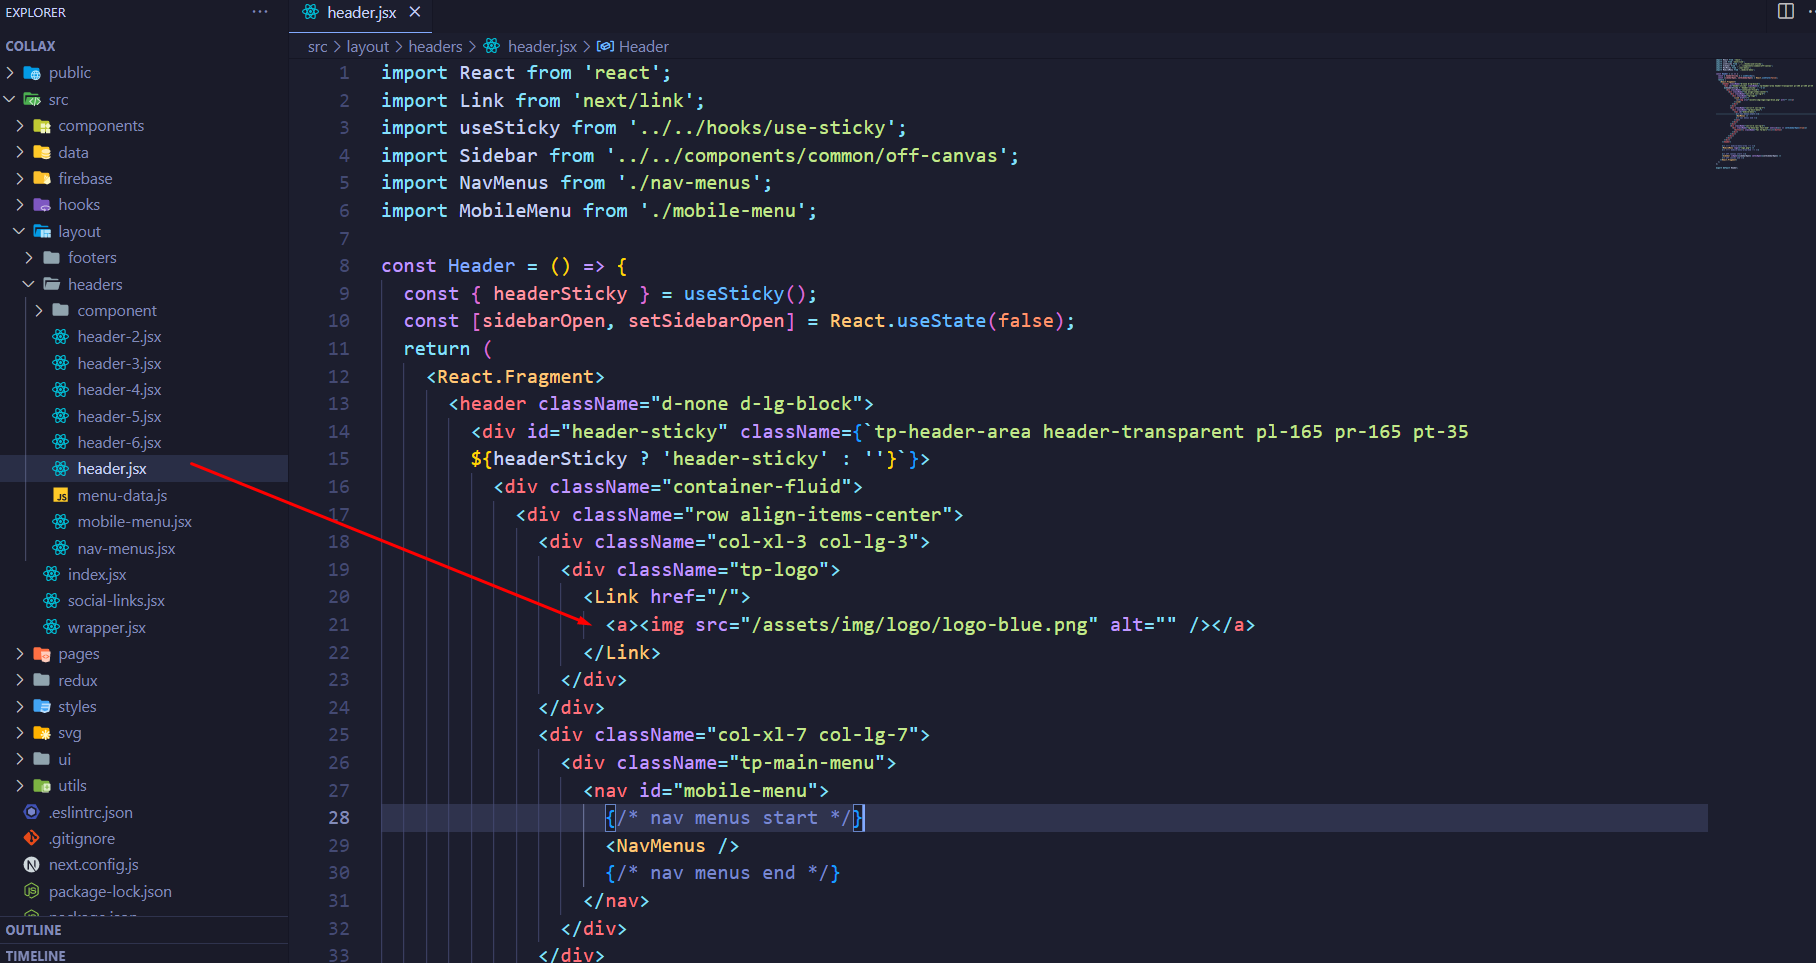 EXPLORER
COLLAX
public
src
components
data
firebase
hooks
layout
footers
headers
component
header-2.jsx
header-3.jsx
header-4.jsx
header-5.jsx
header-6.jsx
header.jsx
JS menu-data.js
mobile-menu.jsx
nav-menus.jsx
index.jsx
social-links.jsx
wrapper.jsx
pages
redux
styles
svg
ui
utils
.eslintrc.json
.gitignore
N next.config.js
package-lock.json
package.json
OUTLINE
TIMELINE
header.jsx
src > layout > headers > header.jsx > Header
1 import React from 'react';
2 import Link from 'next/link';
3 import useSticky from '../../hooks/use-sticky';
4 import Sidebar from '../../components/common/off-canvas';
5 import NavMenus from './nav-menus';
6 import MobileMenu from './mobile-menu';
7
8 const Header = () => {
9 const { headerSticky } = useSticky();
10 const [sidebarOpen, setSidebarOpen] = React.useState(false);
11 return (
12 <React.Fragment>
13 <header className="d-none d-lg-block">
14 <div id="header-sticky" className={`tp-header-area header-transparent pl-165 pr-165 pt-35
15 ${headerSticky ? 'header-sticky' : ''}`}>
16 <div className="container-fluid">
17 <div className="row align-items-center">
18 <div className="col-xl-3 col-lg-3">
19 <div className="tp-logo">
20 <Link href="/">
21 <a><img src="/assets/img/logo/logo-blue.png" alt="" /></a>
22 </Link>
23 </div>
24 </div>
25 <div className="col-xl-7 col-lg-7">
26 <div className="tp-main-menu">
27 <nav id="mobile-menu">
28 {/* nav menus start */}
29 <NavMenus />
30 {/* nav menus end */}
31 </nav>
32 </div>
33 </div>